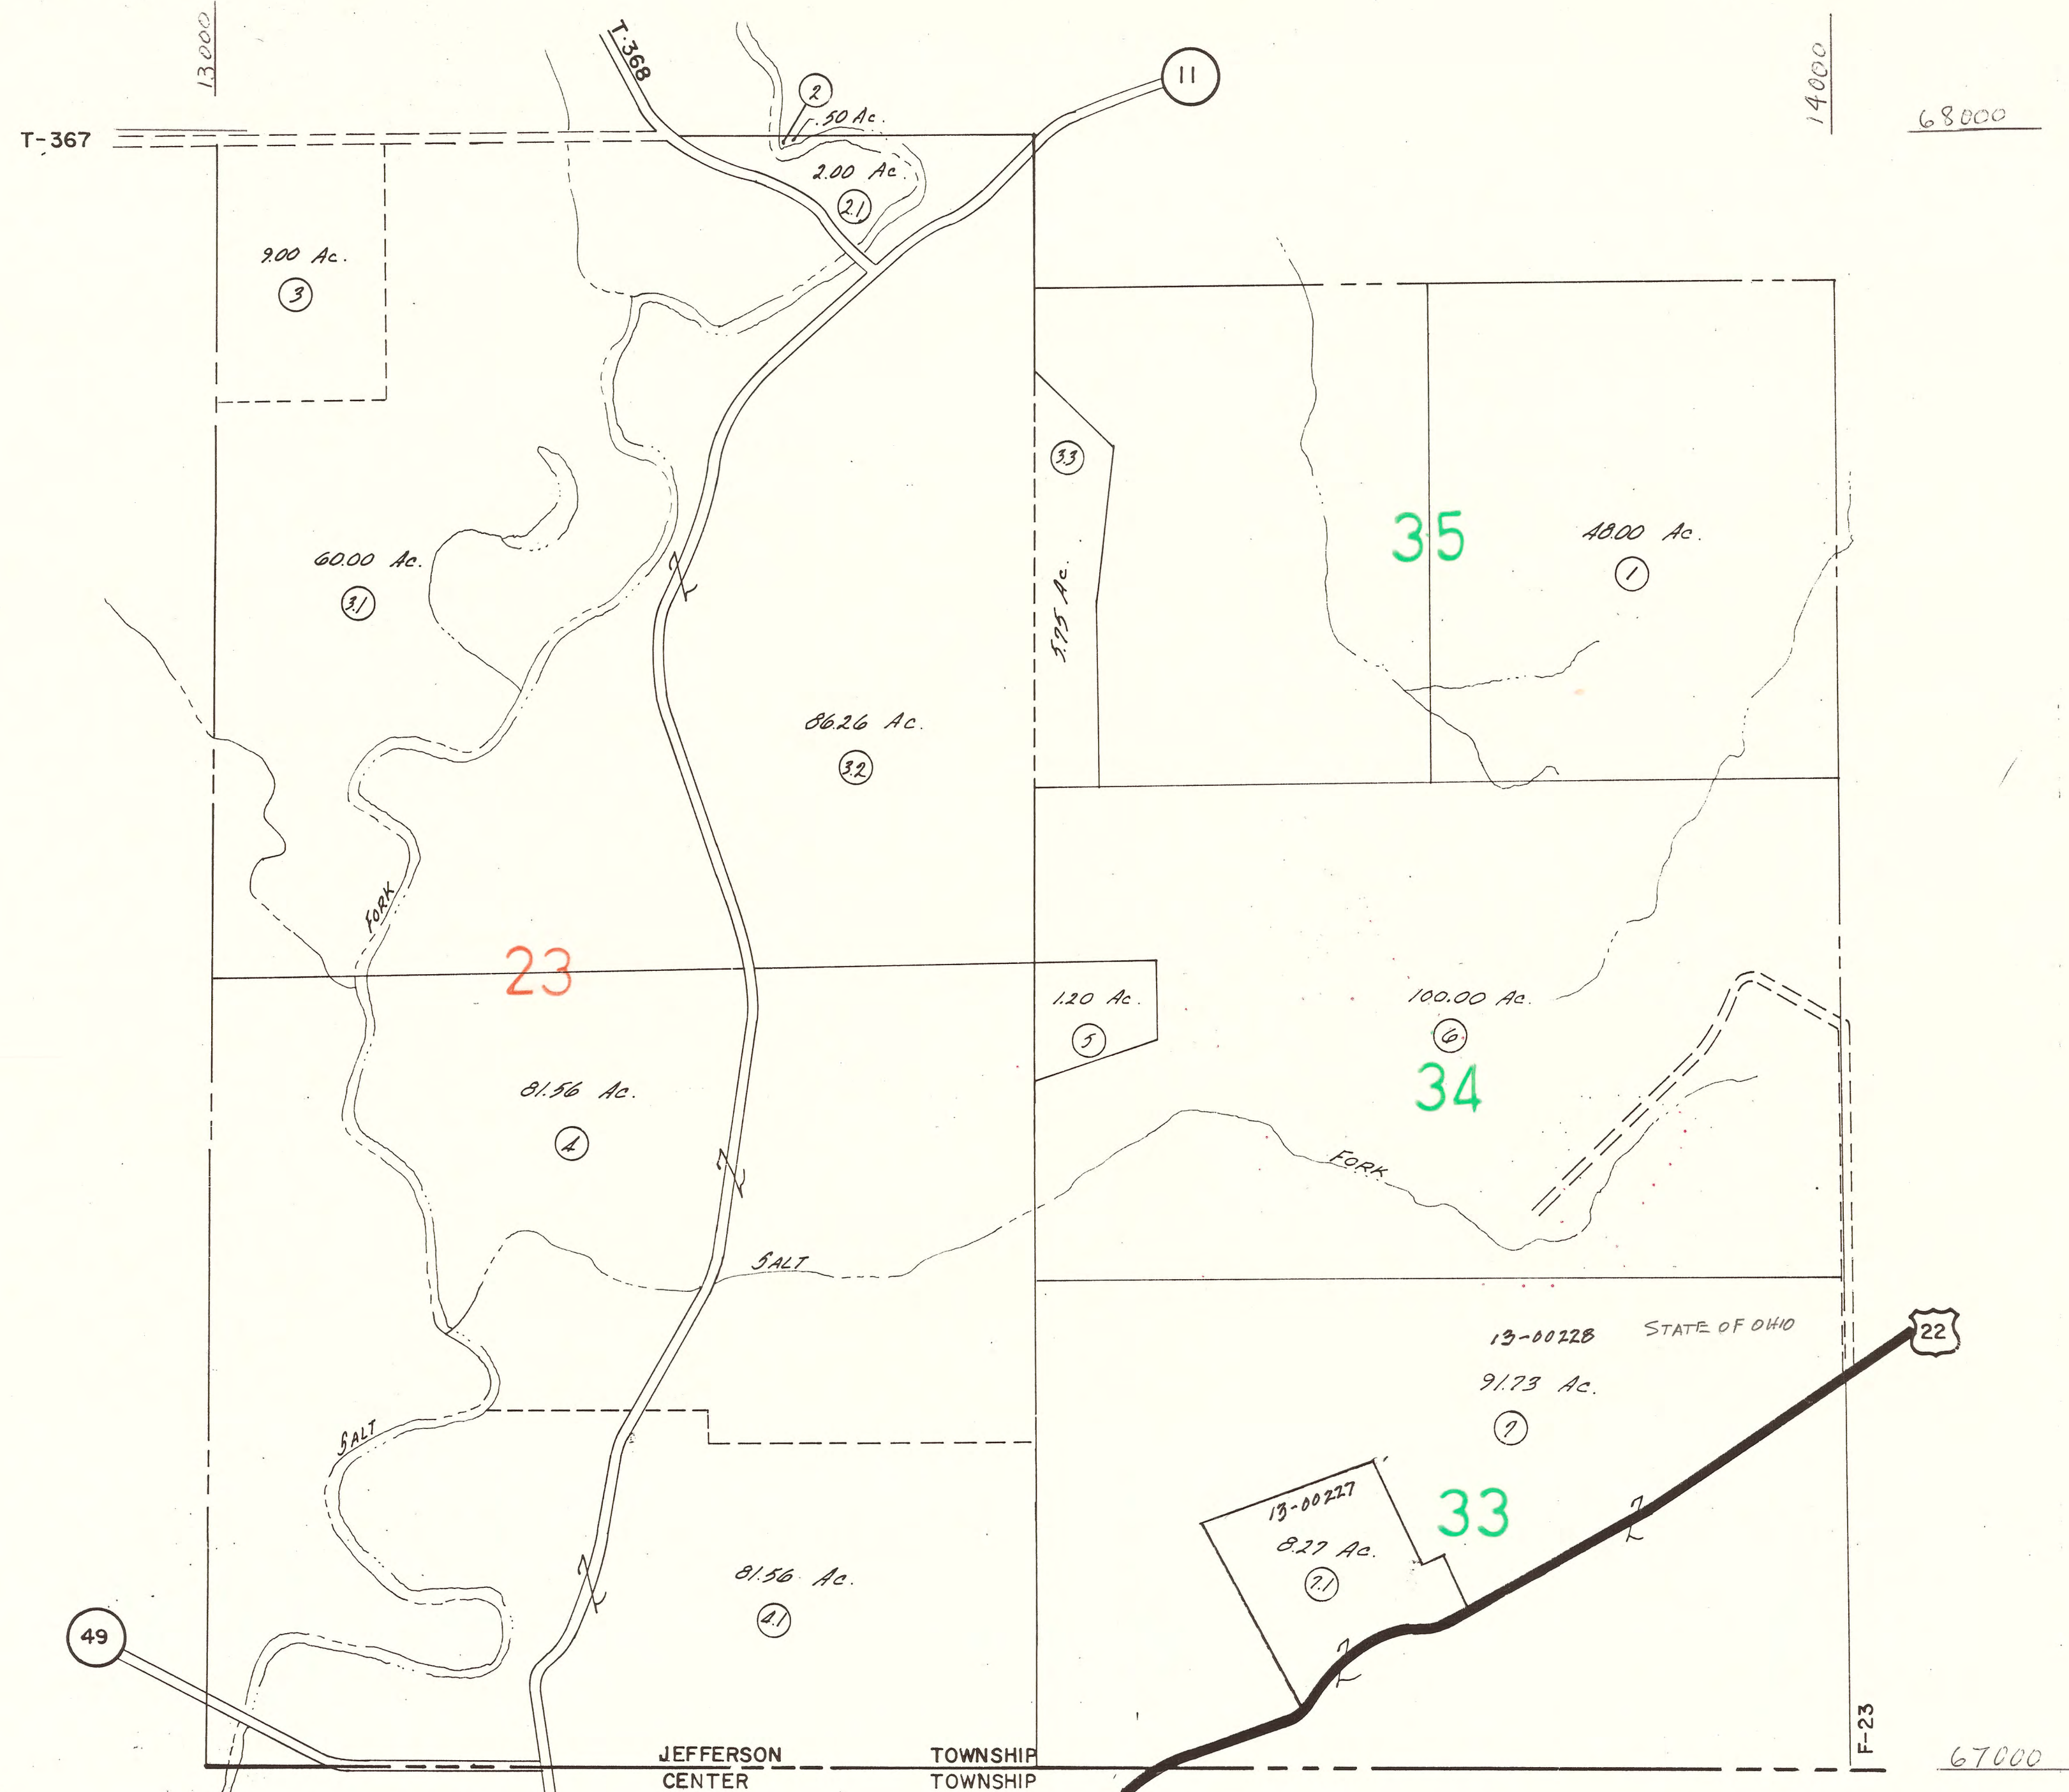 13000
T-368
11
14000
68000
2
.50 Ac.
T-367
2.00 Ac.
2.1
9.00 Ac.
3
3.3
35
48.00 Ac.
1
60.00 Ac.
3.1
5.75 Ac.
86.26 Ac.
3.2
FORK
23
1.20 Ac.
5
100.00 Ac.
6
34
81.56 Ac.
4
FORK
SALT
13-00228
STATE OF OHIO
22
91.73 Ac.
7
SALT
13-00227
33
8.27 Ac.
7.1
81.56 Ac.
4.1
49
F-23
JEFFERSON TOWNSHIP
CENTER TOWNSHIP
67000